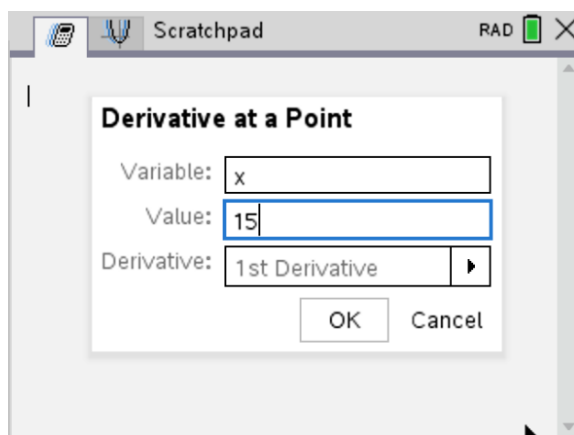 Scratchpad RAD
Derivative at a Point
Variable: x
Value: 15
Derivative: 1st Derivative
OK Cancel